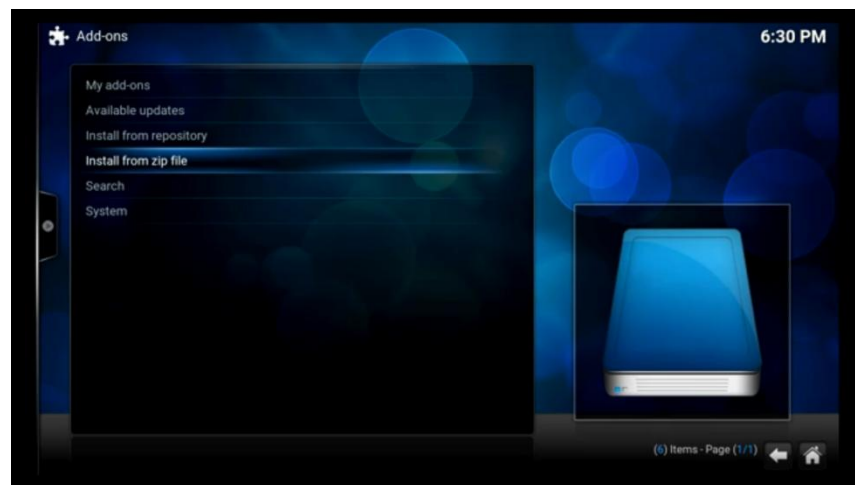 Add-ons
6:30 PM
My add-ons
Available updates
Install from repository
Install from zip file
Search
System
(6) Items - Page (1/1)